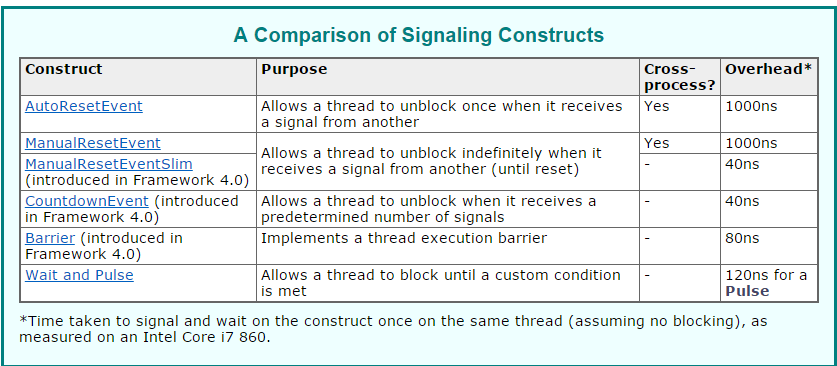 A Comparison of Signaling Constructs
Construct Purpose Cross-
process? Overhead*
AutoResetEvent Allows a thread to unblock once when it receives
a signal from another Yes 1000ns
ManualResetEvent Allows a thread to unblock indefinitely when it
receives a signal from another (until reset) Yes 1000ns
ManualResetEventSlim
(introduced in Framework 4.0) - 40ns
CountdownEvent (introduced
in Framework 4.0) Allows a thread to unblock when it receives a
predetermined number of signals - 40ns
Barrier (introduced in
Framework 4.0) Implements a thread execution barrier - 80ns
Wait and Pulse Allows a thread to block until a custom condition
is met - 120ns for a
Pulse
*Time taken to signal and wait on the construct once on the same thread (assuming no blocking), as
measured on an Intel Core i7 860.